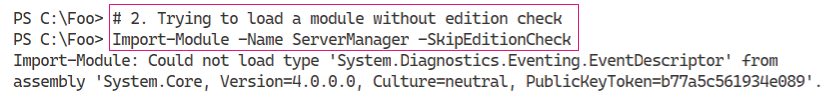 PS C:\Foo> # 2. Trying to load a module without edition check
PS C:\Foo> Import-Module -Name ServerManager -SkipEditionCheck
Import-Module: Could not load type 'System.Diagnostics.Eventing.EventDescriptor' from
assembly 'System.Core, Version=4.0.0.0, Culture=neutral, PublicKeyToken=b77a5c561934e089'.